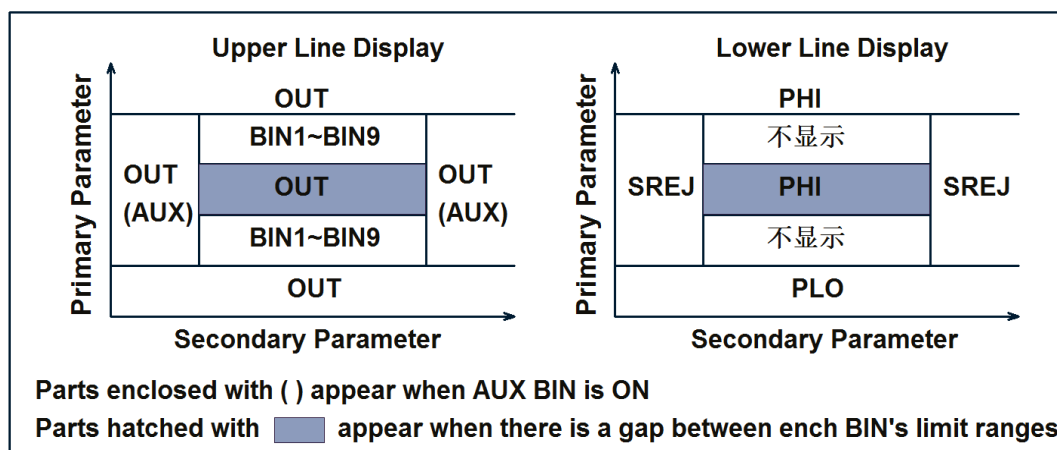 Upper Line Display
Primary Parameter
OUT
BIN1~BIN9
OUT
(AUX)
OUT
OUT
(AUX)
BIN1~BIN9
OUT
Secondary Parameter
Lower Line Display
Primary Parameter
PHI
不显示
SREJ
PHI
SREJ
不显示
PLO
Secondary Parameter
Parts enclosed with ( ) appear when AUX BIN is ON
Parts hatched with appear when there is a gap between ench BIN's limit ranges